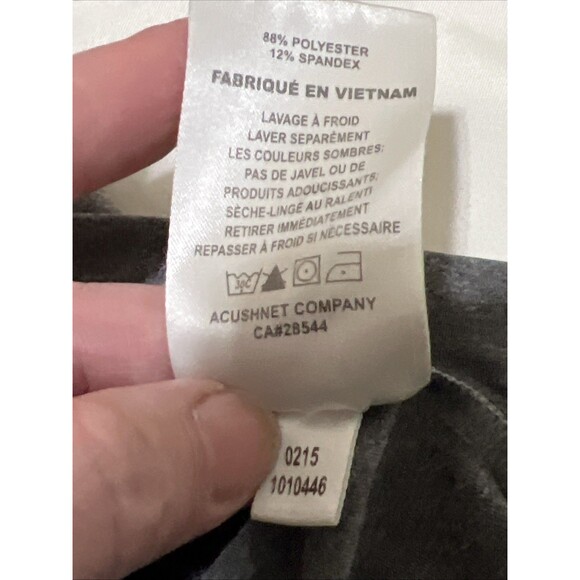 88% POLYESTER
12% SPANDEX
FABRIQUÉ EN VIETNAM
LAVAGE À FROID
LAVER SEPARÉMENT
LES COULEURS SOMBRES:
PAS DE JAVEL OU DE
PRODUITS ADOUCISSANTS.
SÈCHE-LINGE AU RALENTI
RETIRER IMMÉDIATEMENT
REPASSER À FROID SI NÉCESSAIRE
30C
ACUSHNET COMPANY
CA#28544
0215
1010446